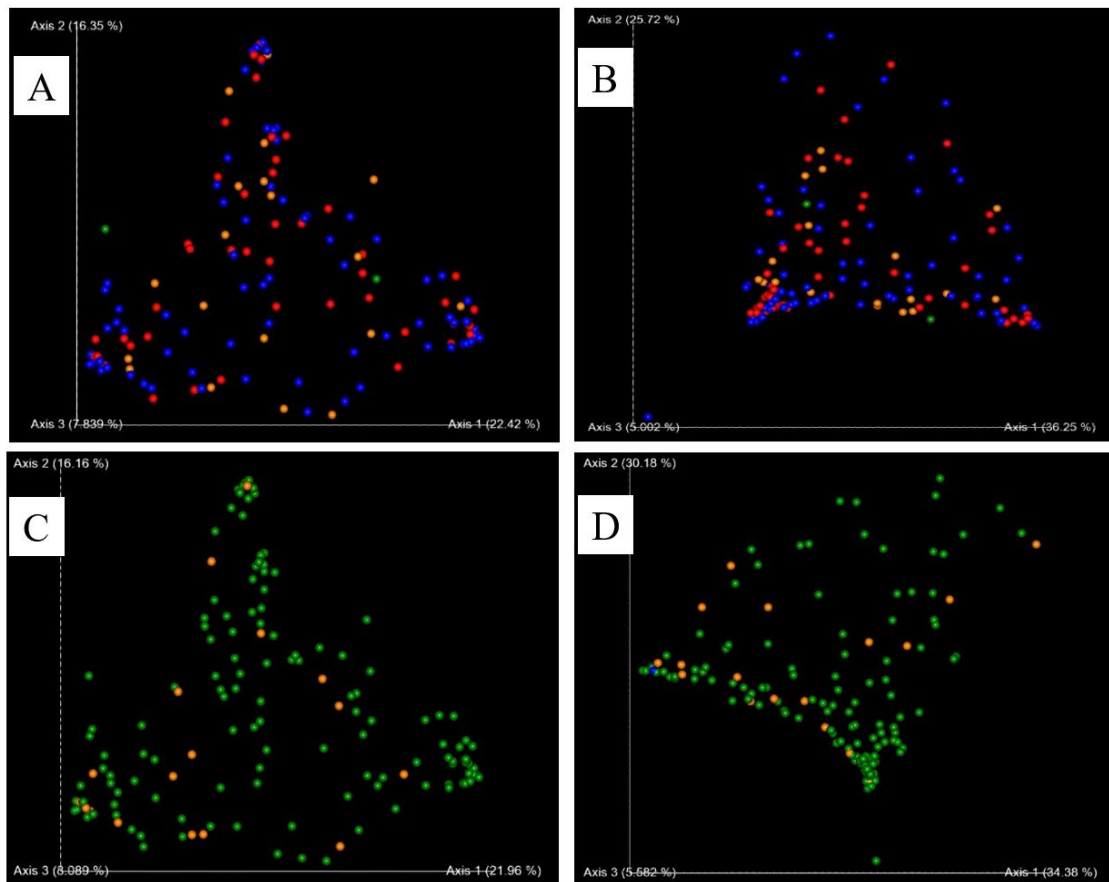 Axis 2 (16.35 %)
A
Axis 3 (7.839 %)
Axis 1 (22.42 %)
Axis 2 (25.72 %)
B
Axis 3 (5.002 %)
Axis 1 (36.25 %)
Axis 2 (16.16 %)
C
Axis 3 (8.089 %)
Axis 1 (21.96 %)
Axis 2 (30.18 %)
D
Axis 3 (5.582 %)
Axis 1 (34.38 %)